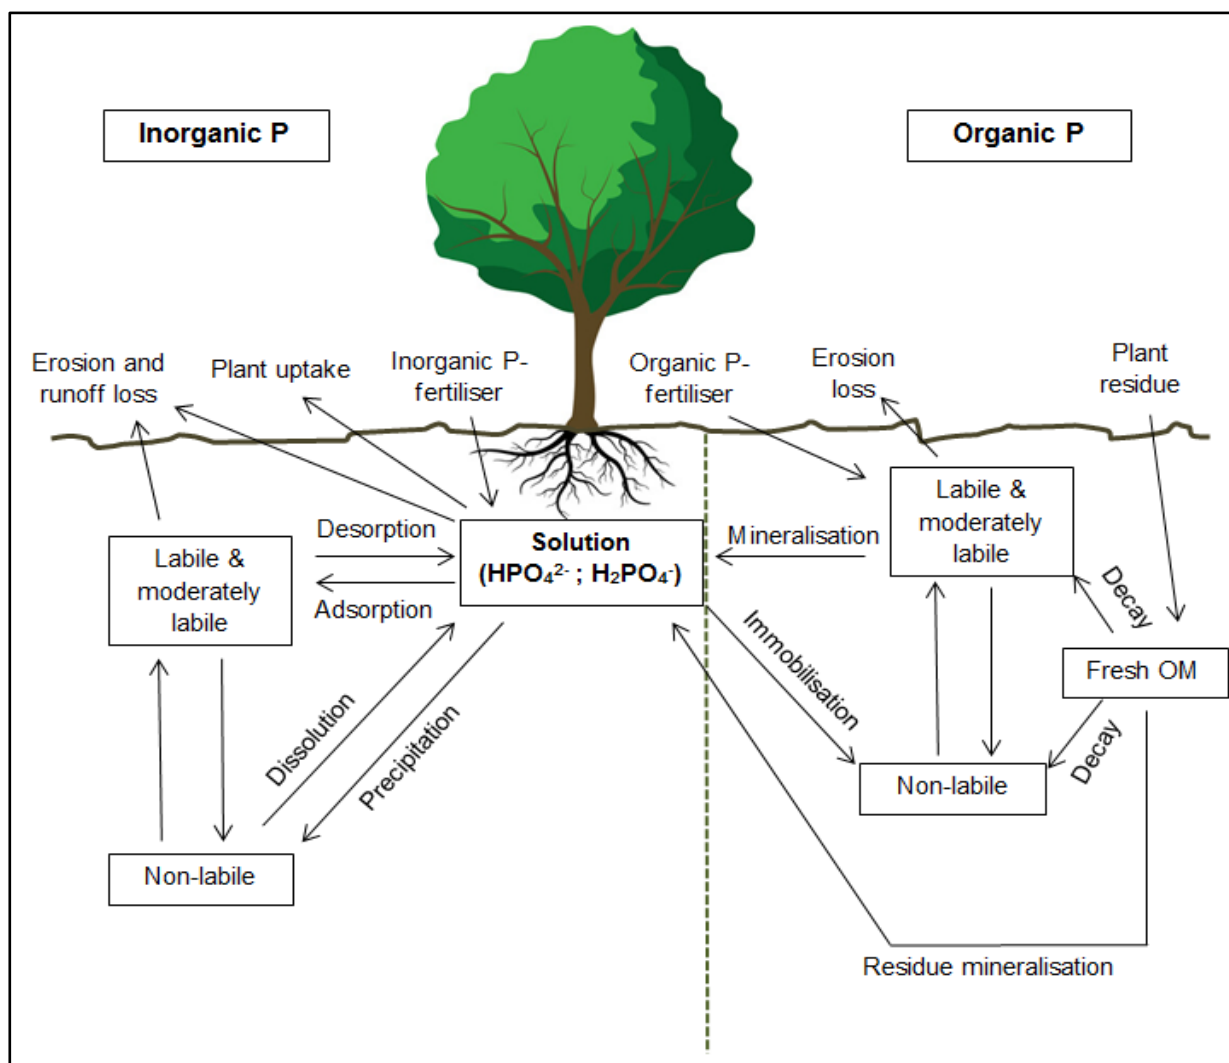 Inorganic P
Organic P
Erosion and
runoff loss
Plant uptake
Inorganic P-
fertiliser
Organic P-
fertiliser
Erosion
loss
Plant
residue
Labile &
moderately
labile
Desorption
Adsorption
Solution
(HPO₄²⁻ ; H₂PO₄⁻)
Mineralisation
Labile &
moderately
labile
Decay
Fresh OM
Decay
Immobilisation
Non-labile
Dissolution
Precipitation
Non-labile
Residue mineralisation